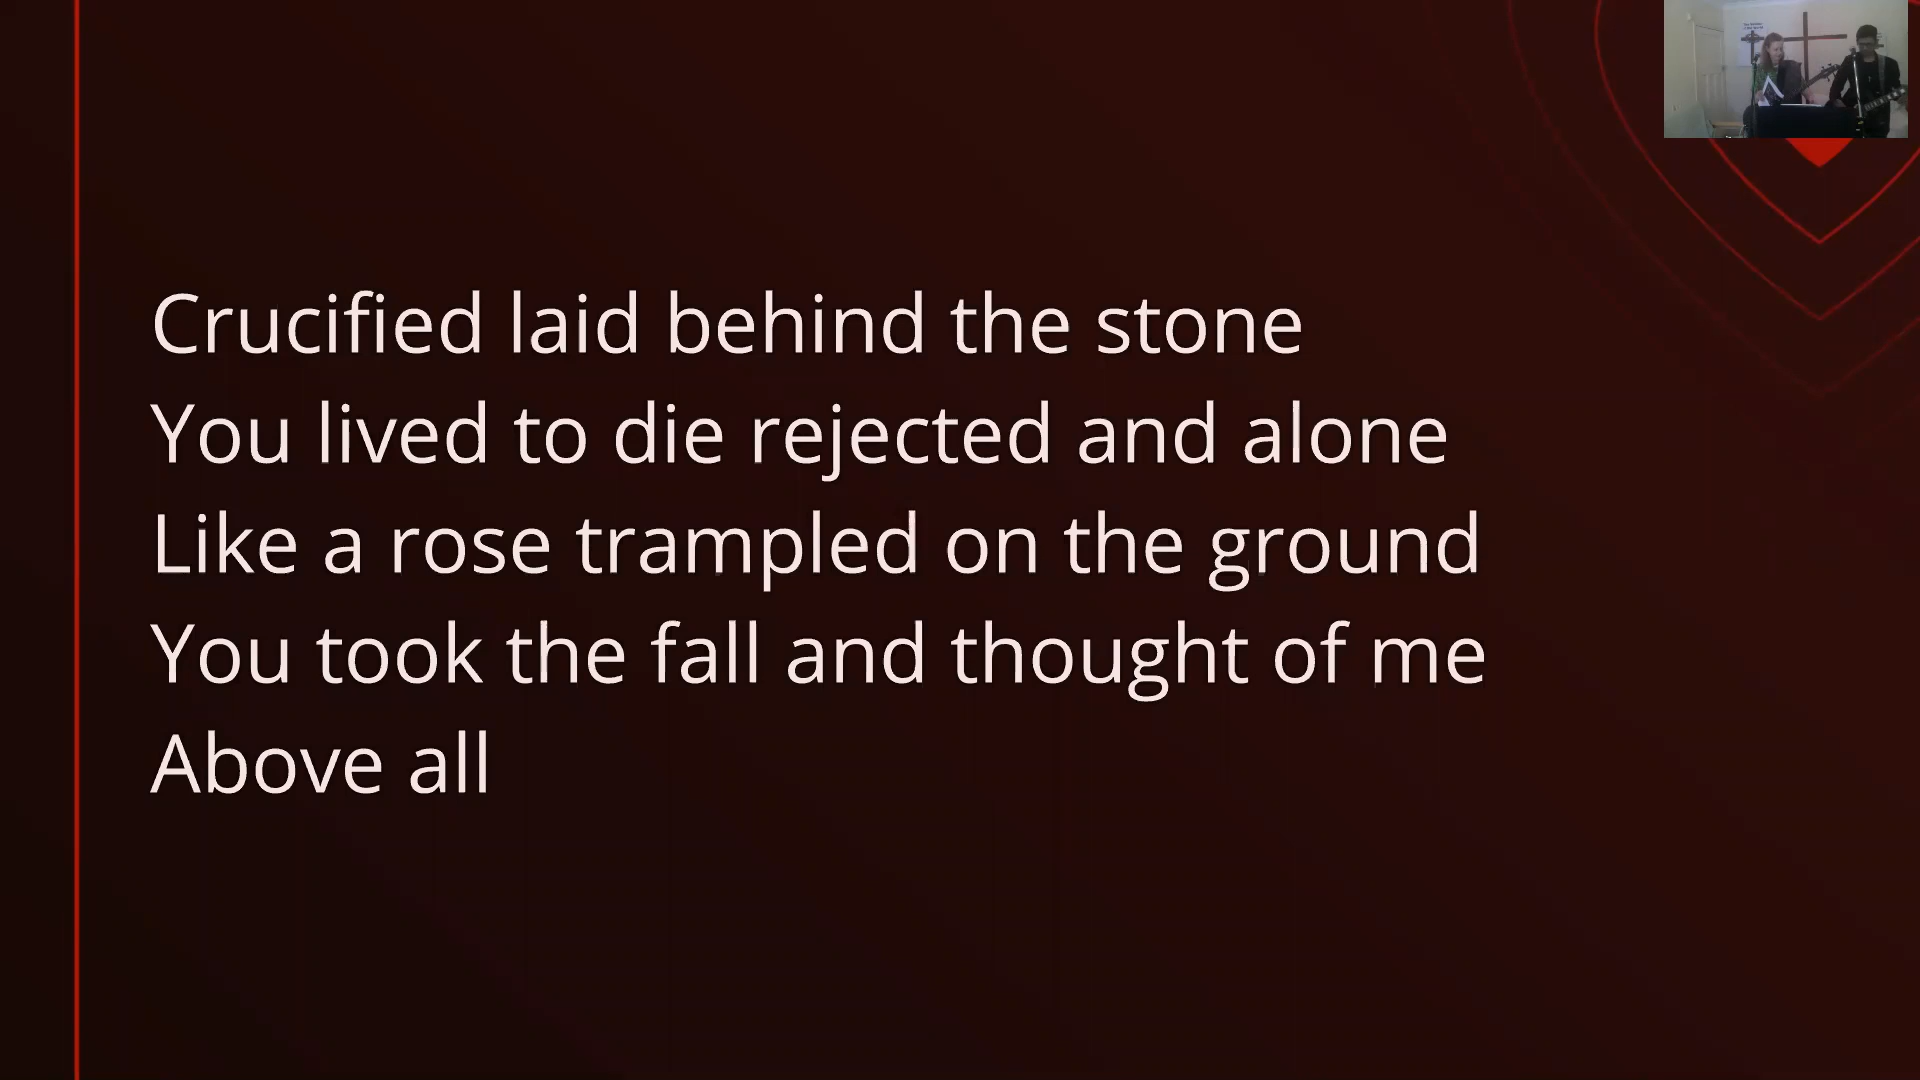 Crucified laid behind the stone
You lived to die rejected and alone
Like a rose trampled on the ground
You took the fall and thought of me
Above all